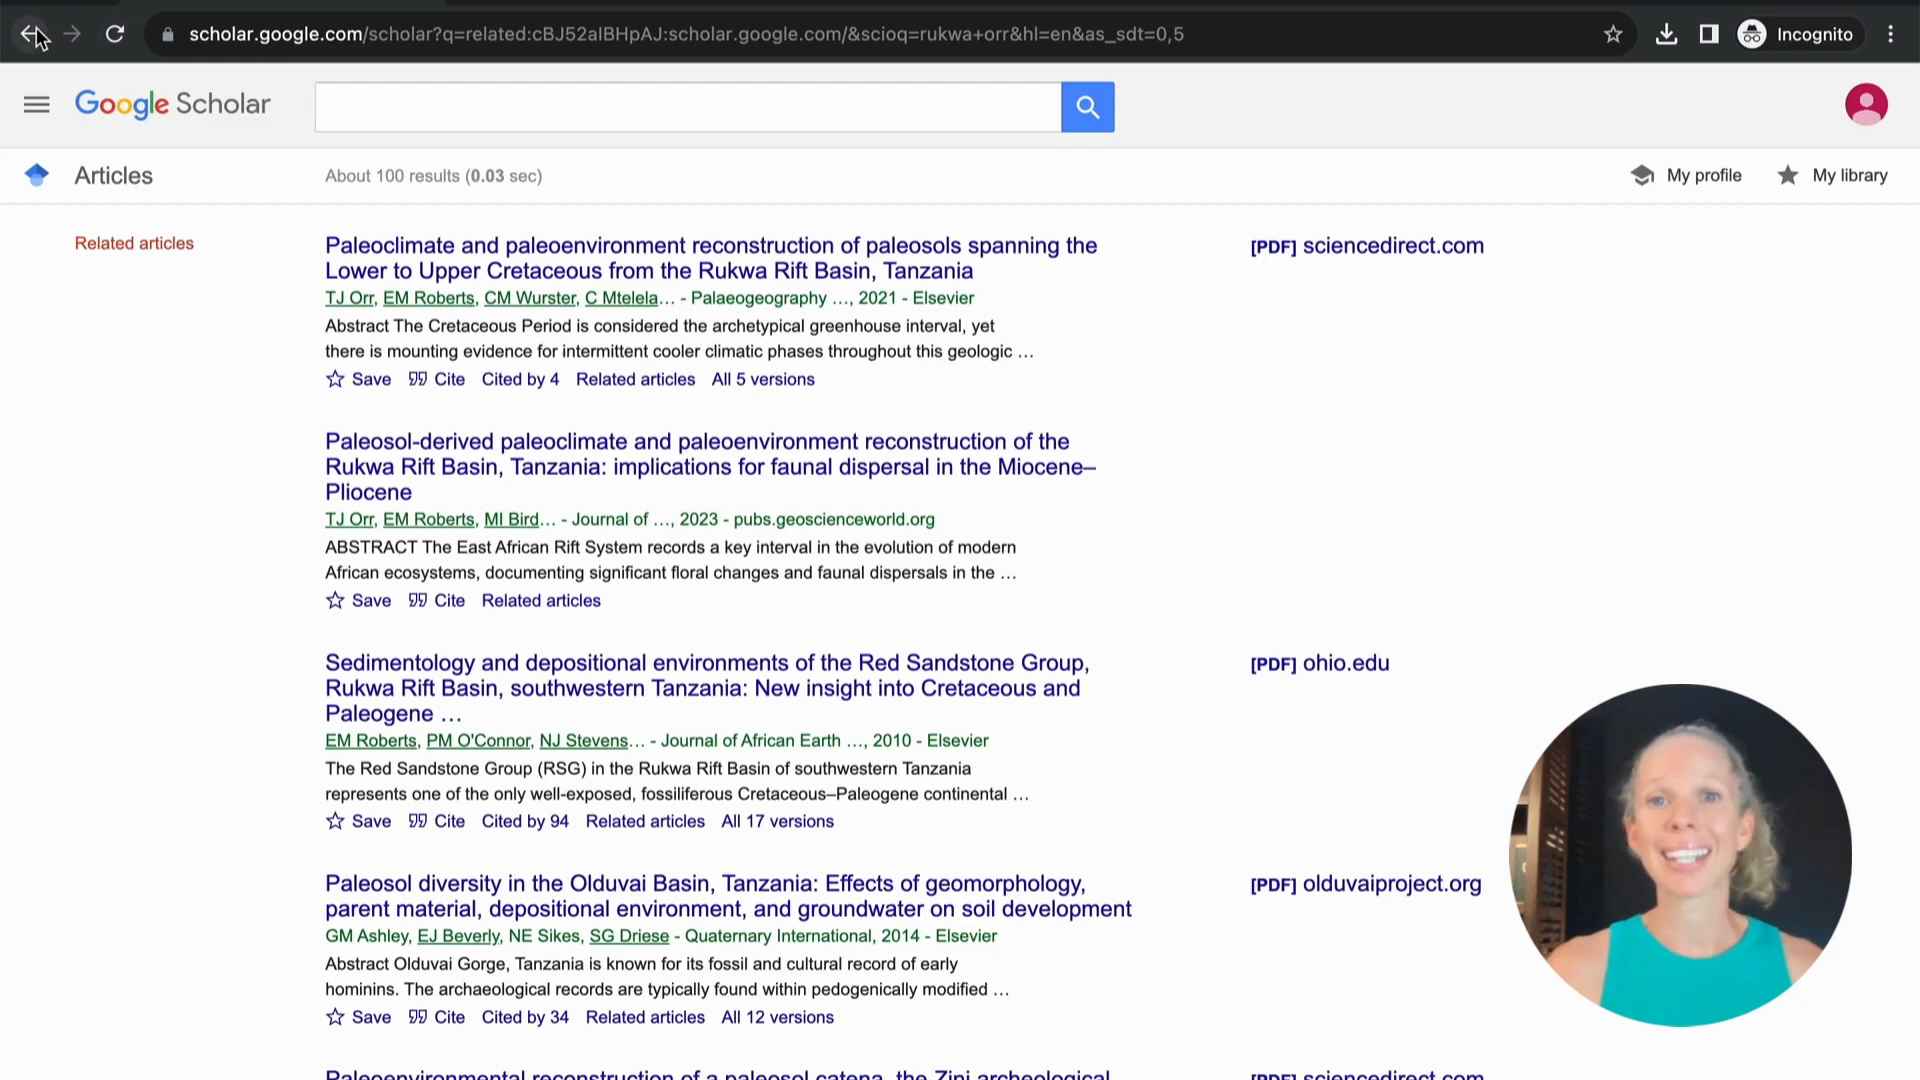 scholar.google.com/scholar?q=related:cBJ52aIBHpAJ:scholar.google.com/&scioq=rukwa+orr&hl=en&as_sdt=0,5
Incognito
Google Scholar
Articles
About 100 results (0.03 sec)
My profile
My library
Related articles
Paleoclimate and paleoenvironment reconstruction of paleosols spanning the
Lower to Upper Cretaceous from the Rukwa Rift Basin, Tanzania
[PDF] sciencedirect.com
TJ Orr, EM Roberts, CM Wurster, C Mtelela… - Palaeogeography …, 2021 - Elsevier
Abstract The Cretaceous Period is considered the archetypical greenhouse interval, yet
there is mounting evidence for intermittent cooler climatic phases throughout this geologic …
Save Cite Cited by 4 Related articles All 5 versions
Paleosol-derived paleoclimate and paleoenvironment reconstruction of the
Rukwa Rift Basin, Tanzania: implications for faunal dispersal in the Miocene–
Pliocene
TJ Orr, EM Roberts, MI Bird… - Journal of …, 2023 - pubs.geoscienceworld.org
ABSTRACT The East African Rift System records a key interval in the evolution of modern
African ecosystems, documenting significant floral changes and faunal dispersals in the …
Save Cite Related articles
Sedimentology and depositional environments of the Red Sandstone Group,
Rukwa Rift Basin, southwestern Tanzania: New insight into Cretaceous and
Paleogene …
[PDF] ohio.edu
EM Roberts, PM O'Connor, NJ Stevens… - Journal of African Earth …, 2010 - Elsevier
The Red Sandstone Group (RSG) in the Rukwa Rift Basin of southwestern Tanzania
represents one of the only well-exposed, fossiliferous Cretaceous–Paleogene continental …
Save Cite Cited by 94 Related articles All 17 versions
Paleosol diversity in the Olduvai Basin, Tanzania: Effects of geomorphology,
parent material, depositional environment, and groundwater on soil development
[PDF] olduvaiproject.org
GM Ashley, EJ Beverly, NE Sikes, SG Driese - Quaternary International, 2014 - Elsevier
Abstract Olduvai Gorge, Tanzania is known for its fossil and cultural record of early
hominins. The archaeological records are typically found within pedogenically modified …
Save Cite Cited by 34 Related articles All 12 versions
Paleoenvironmental reconstruction of a paleosol catena, the Zinj archeological
[PDF] sciencedirect.com